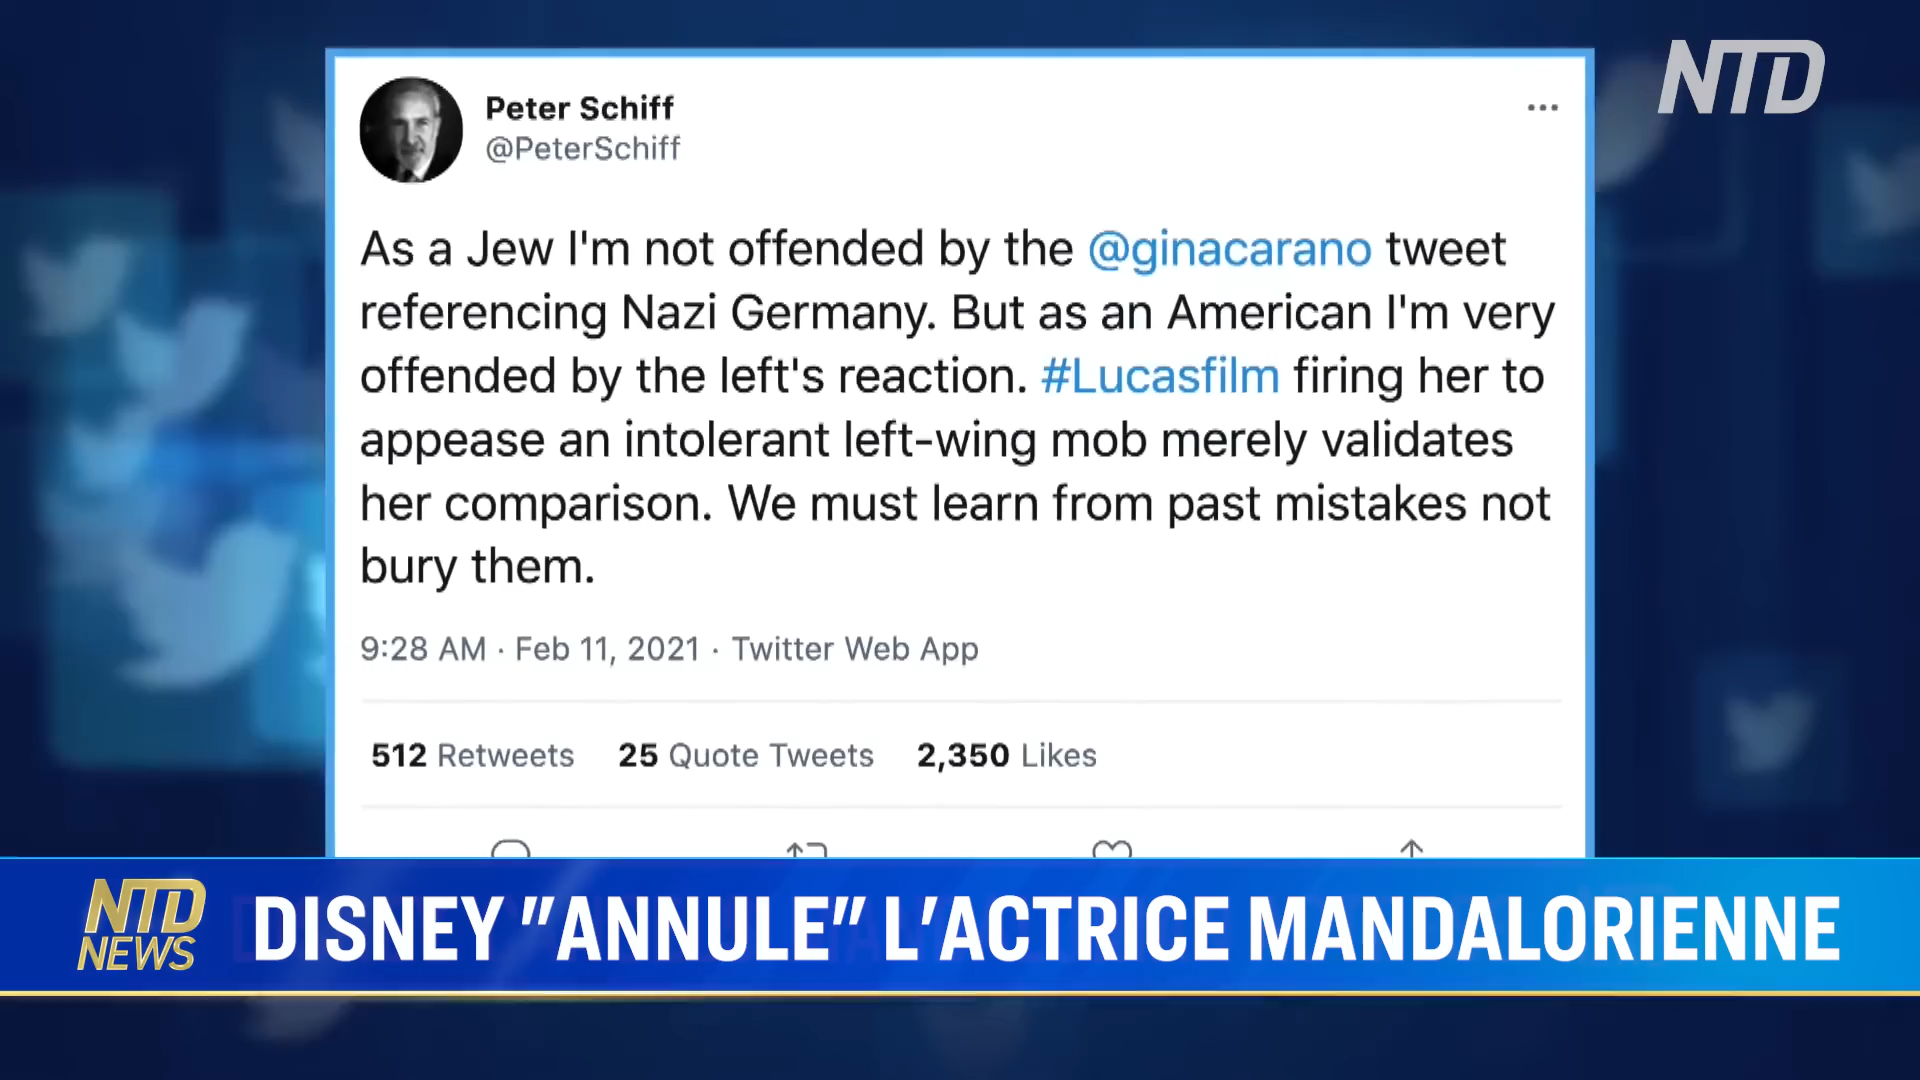 NTD
Peter Schiff
@PeterSchiff
As a Jew I'm not offended by the @ginacarano tweet
referencing Nazi Germany. But as an American I'm very
offended by the left's reaction. #Lucasfilm firing her to
appease an intolerant left-wing mob merely validates
her comparison. We must learn from past mistakes not
bury them.
9:28 AM · Feb 11, 2021 · Twitter Web App
512 Retweets 25 Quote Tweets 2,350 Likes
NTD
NEWS
DISNEY "ANNULE" L'ACTRICE MANDALORIENNE